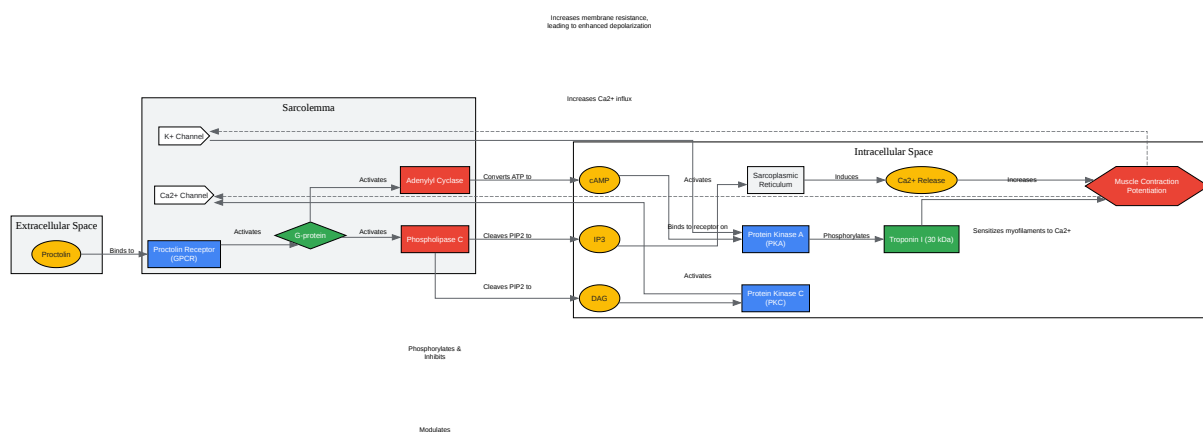 Increases membrane resistance,
leading to enhanced depolarization
Increases Ca2+ influx
Sarcolemma
K+ Channel
Intracellular Space
Adenylyl Cyclase
Activates
Converts ATP to
cAMP
Activates
Sarcoplasmic
Reticulum
Induces
Ca2+ Release
Increases
Muscle Contraction
Potentiation
Ca2+ Channel
Extracellular Space
Proctolin
Binds to
Proctolin Receptor
(GPCR)
Activates
G-protein
Activates
Phospholipase C
Cleaves PIP2 to
IP3
Binds to receptor on
Protein Kinase A
(PKA)
Phosphorylates
Troponin I (30 kDa)
Sensitizes myofilaments to Ca2+
Cleaves PIP2 to
DAG
Activates
Protein Kinase C
(PKC)
Phosphorylates &
Inhibits
Modulates